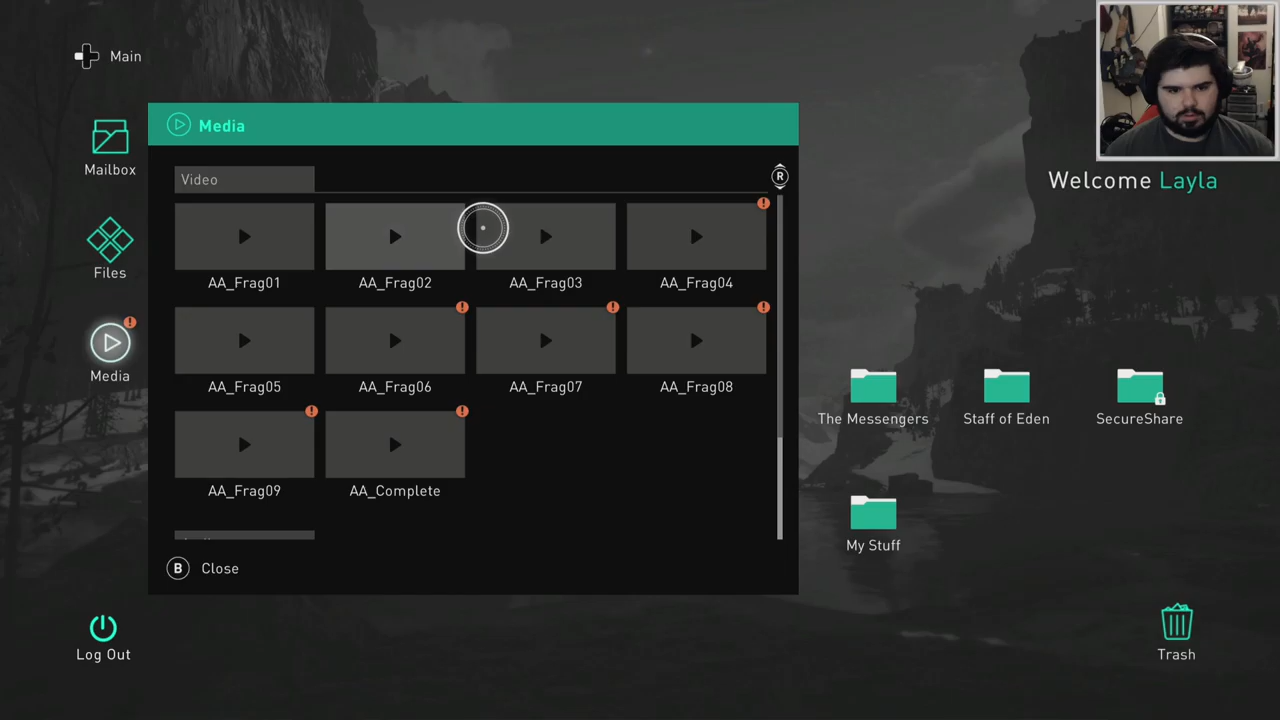 Main
Media
Welcome Layla
Mailbox
Files
Media
Log Out
Video
R
AA_Frag01
AA_Frag02
AA_Frag03
AA_Frag04
AA_Frag05
AA_Frag06
AA_Frag07
AA_Frag08
AA_Frag09
AA_Complete
B Close
The Messengers
Staff of Eden
SecureShare
My Stuff
Trash